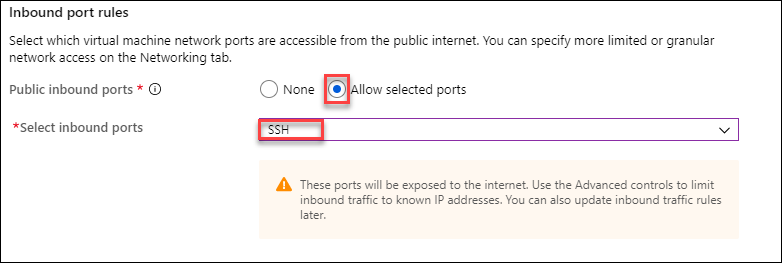 Inbound port rules
Select which virtual machine network ports are accessible from the public internet. You can specify more limited or granular
network access on the Networking tab.
Public inbound ports * None Allow selected ports
*Select inbound ports SSH
These ports will be exposed to the internet. Use the Advanced controls to limit
inbound traffic to known IP addresses. You can also update inbound traffic rules
later.